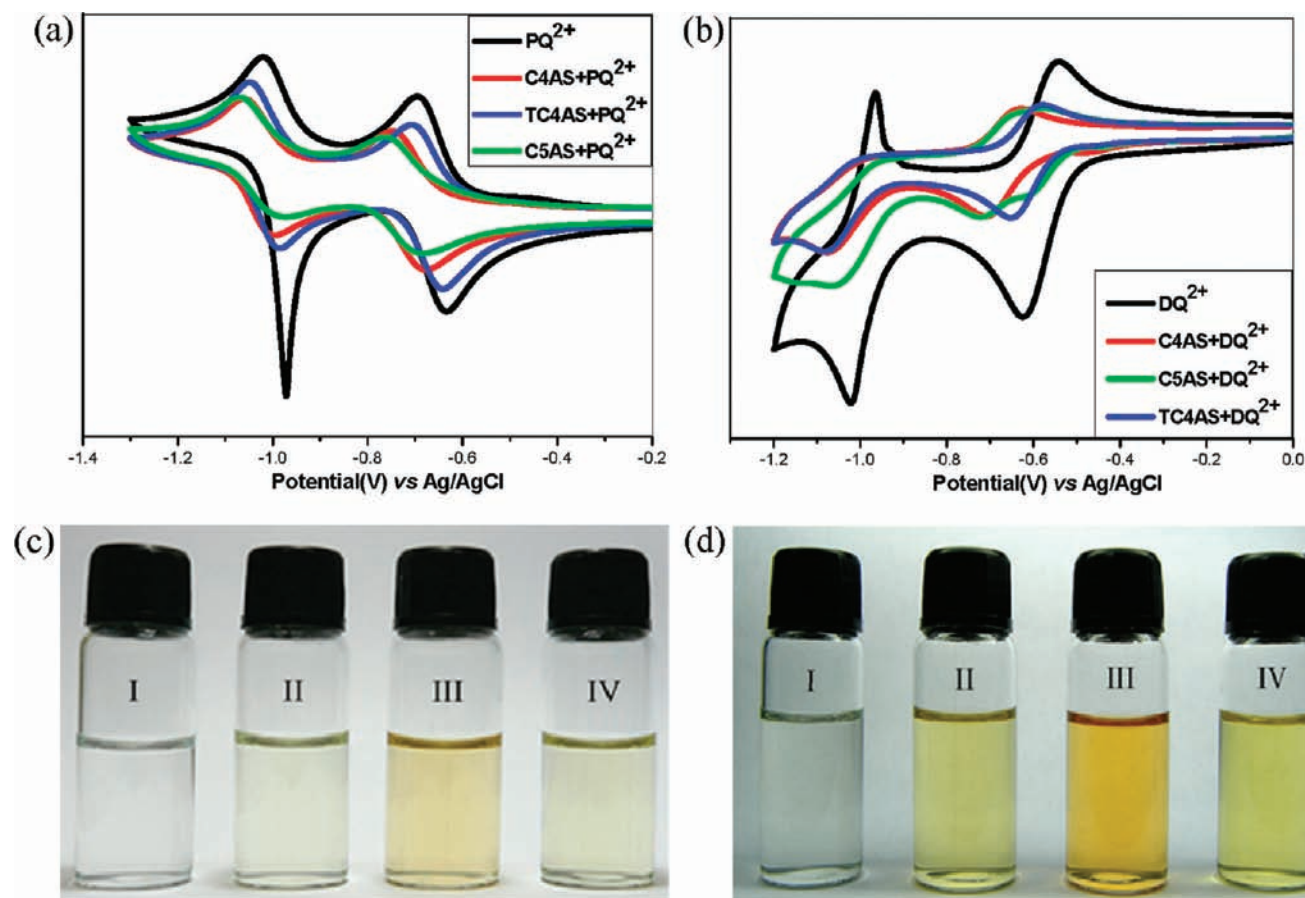 (a)
PQ²⁺
C4AS+PQ²⁺
TC4AS+PQ²⁺
C5AS+PQ²⁺
-1.4 -1.2 -1.0 -0.8 -0.6 -0.4 -0.2
Potential(V) vs Ag/AgCl
(b)
DQ²⁺
C4AS+DQ²⁺
C5AS+DQ²⁺
TC4AS+DQ²⁺
-1.2 -1.0 -0.8 -0.6 -0.4 -0.2 0.0
Potential(V) vs Ag/AgCl
(c)
I II III IV
(d)
I II III IV